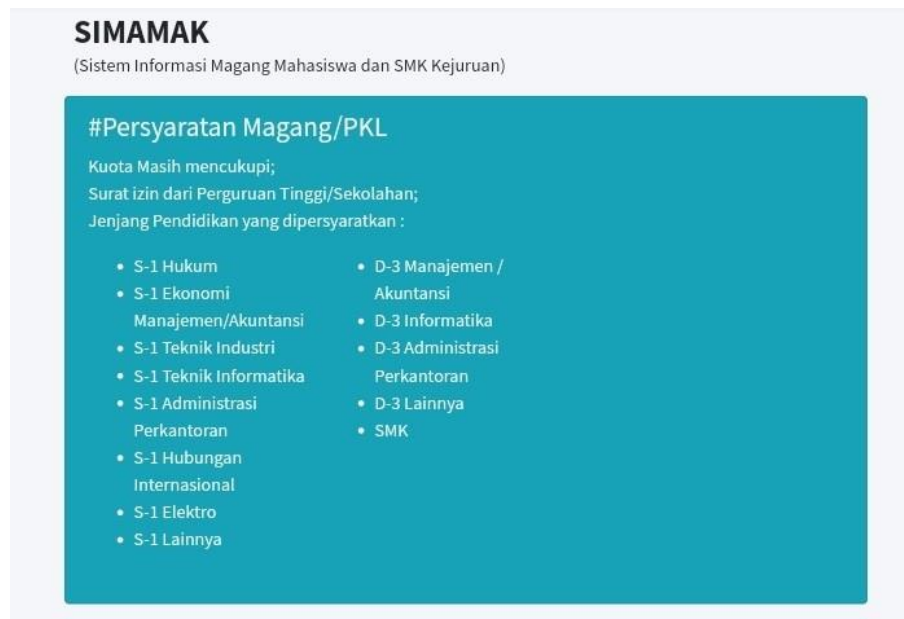 SIMAMAK
(Sistem Informasi Magang Mahasiswa dan SMK Kejuruan)
#Persyaratan Magang/PKL
Kuota Masih mencukupi;
Surat izin dari Perguruan Tinggi/Sekolahan;
Jenjang Pendidikan yang dipersyaratkan :
• S-1 Hukum
• S-1 Ekonomi
Manajemen/Akuntansi
• S-1 Teknik Industri
• S-1 Teknik Informatika
• S-1 Administrasi
Perkantoran
• S-1 Hubungan
Internasional
• S-1 Elektro
• S-1 Lainnya
• D-3 Manajemen /
Akuntansi
• D-3 Informatika
• D-3 Administrasi
Perkantoran
• D-3 Lainnya
• SMK